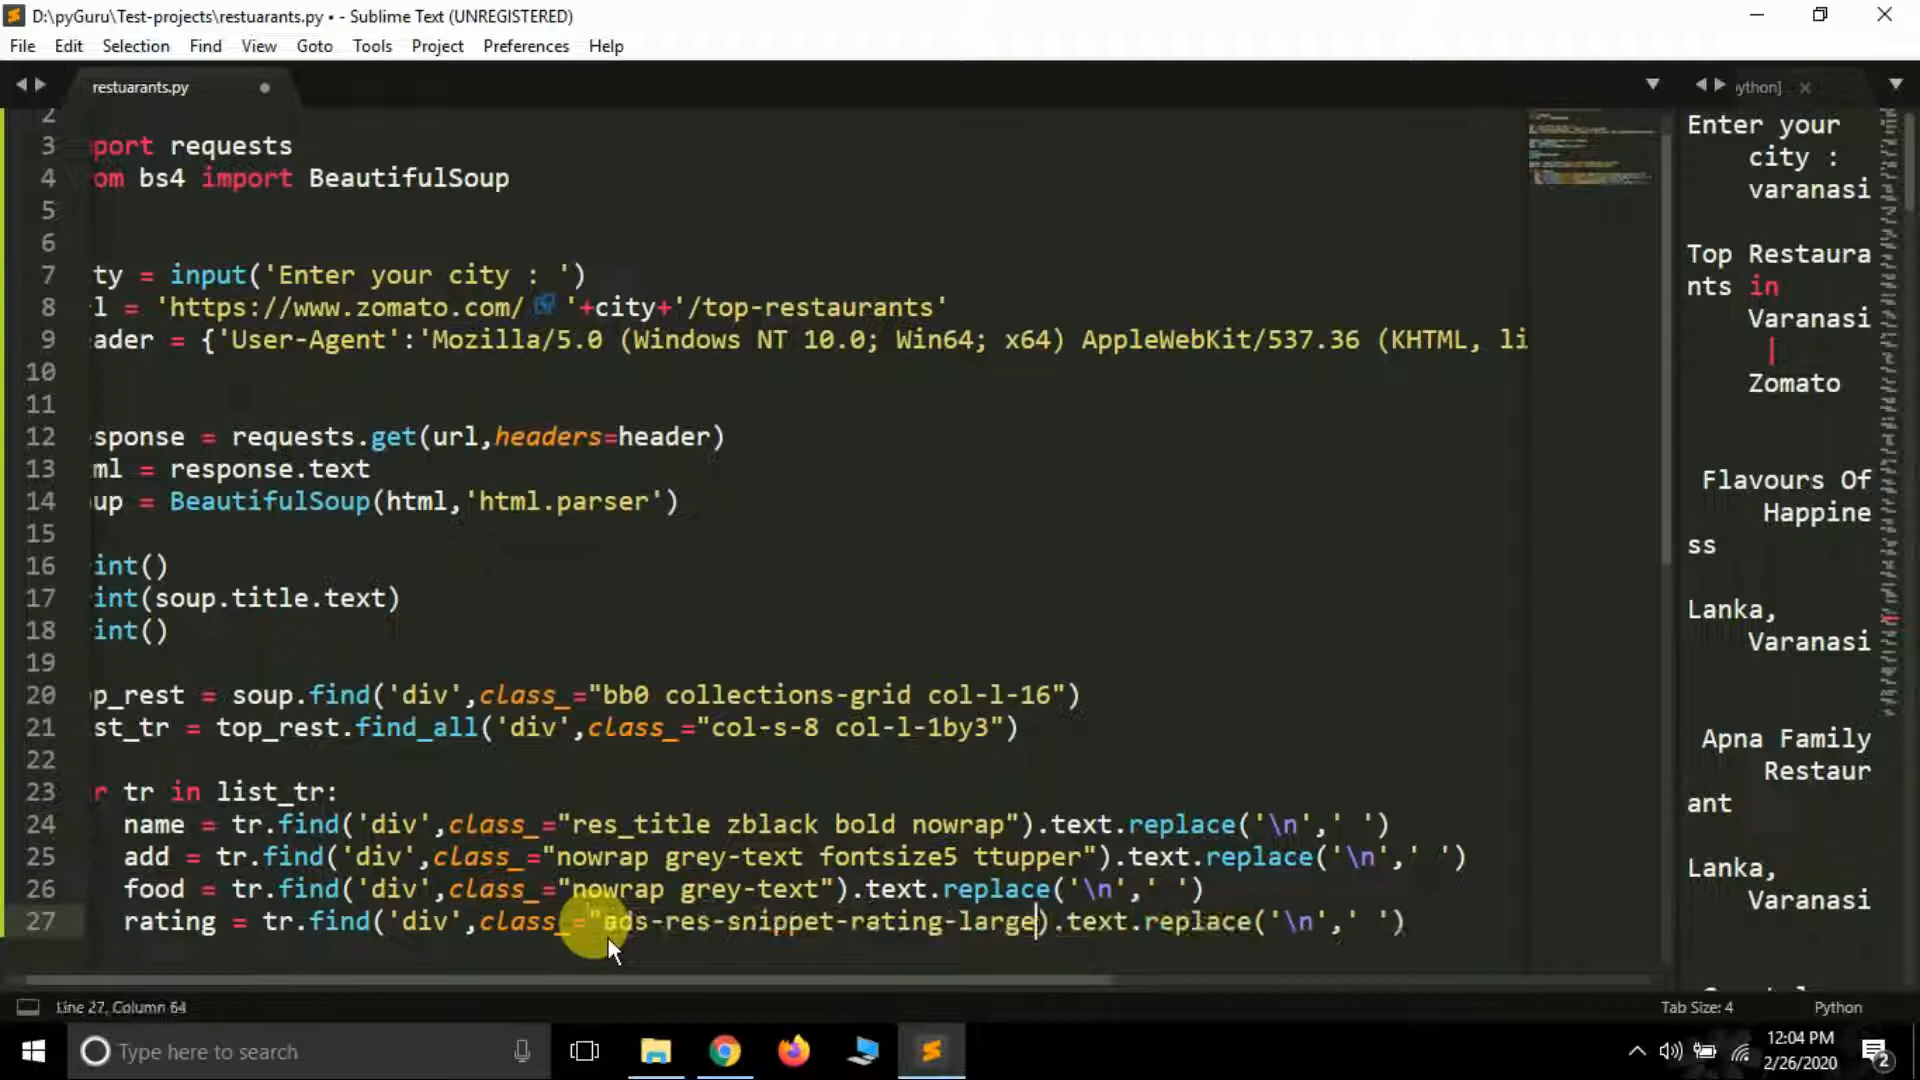 D:\pyGuru\Test-projects\restuarants.py • - Sublime Text (UNREGISTERED)
File Edit Selection Find View Goto Tools Project Preferences Help
restuarants.py
2
3 port requests
4 om bs4 import BeautifulSoup
5
6
7 ty = input('Enter your city : ')
8 l = 'https://www.zomato.com/ '+city+'/top-restaurants'
9 ader = {'User-Agent':'Mozilla/5.0 (Windows NT 10.0; Win64; x64) AppleWebKit/537.36 (KHTML, li
10
11
12 sponse = requests.get(url,headers=header)
13 ml = response.text
14 up = BeautifulSoup(html,'html.parser')
15
16 int()
17 int(soup.title.text)
18 int()
19
20 p_rest = soup.find('div',class_="bb0 collections-grid col-l-16")
21 st_tr = top_rest.find_all('div',class_="col-s-8 col-l-1by3")
22
23 r tr in list_tr:
24 name = tr.find('div',class_="res_title zblack bold nowrap").text.replace('\n',' ')
25 add = tr.find('div',class_="nowrap grey-text fontsize5 ttupper").text.replace('\n',' ')
26 food = tr.find('div',class_="nowrap grey-text").text.replace('\n',' ')
27 rating = tr.find('div',class_="ads-res-snippet-rating-large).text.replace('\n',' ')
ython]
Enter your
city :
varanasi
Top Restaura
nts in
Varanasi
|
Zomato
Flavours Of
Happine
ss
Lanka,
Varanasi
Apna Family
Restaur
ant
Lanka,
Varanasi
Line 27, Column 64
Tab Size: 4
Python
Type here to search
12:04 PM
2/26/2020
2